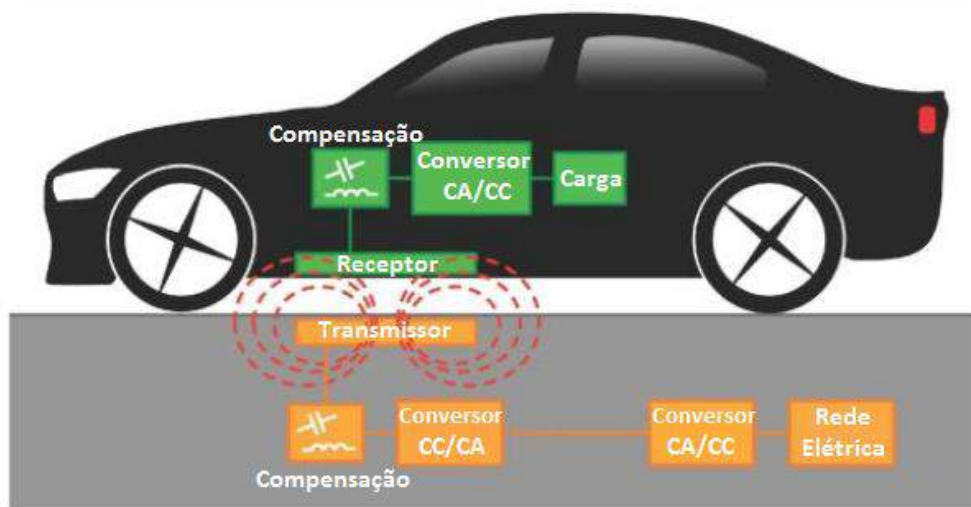 Compensação
Conversor
CA/CC
Carga
Receptor
Transmissor
Conversor
CC/CA
Conversor
CA/CC
Rede
Elétrica
Compensação